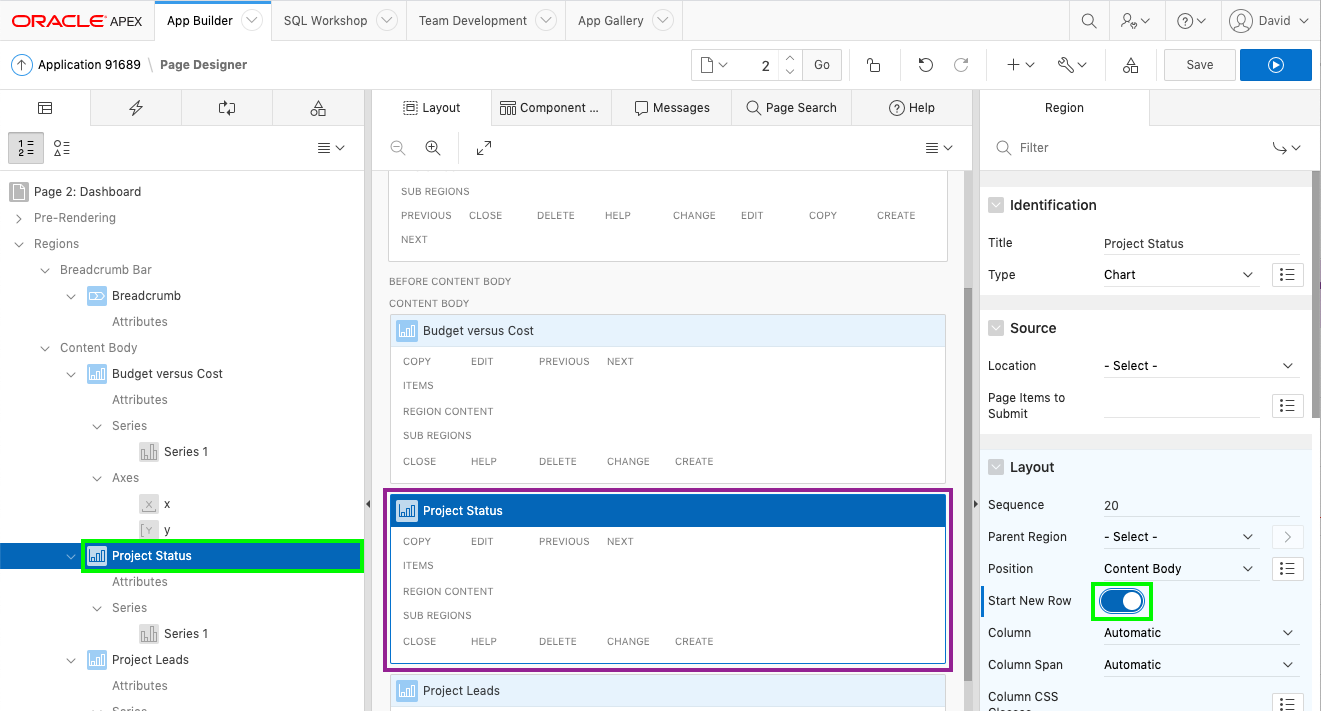 ORACLE APEX App Builder SQL Workshop Team Development App Gallery David
Application 91689 \ Page Designer 2 Go Save
Layout Component ... Messages Page Search Help Region
Filter
Page 2: Dashboard
Pre-Rendering
Regions
Breadcrumb Bar
Breadcrumb
Attributes
Content Body
Budget versus Cost
Attributes
Series
Series 1
Axes
x
y
Project Status
Attributes
Series
Series 1
Project Leads
Attributes
Series
SUB REGIONS
PREVIOUS CLOSE DELETE HELP CHANGE EDIT COPY CREATE
NEXT
BEFORE CONTENT BODY
CONTENT BODY
Budget versus Cost
COPY EDIT PREVIOUS NEXT
ITEMS
REGION CONTENT
SUB REGIONS
CLOSE HELP DELETE CHANGE CREATE
Project Status
COPY EDIT PREVIOUS NEXT
ITEMS
REGION CONTENT
SUB REGIONS
CLOSE HELP DELETE CHANGE CREATE
Project Leads
Identification
Title Project Status
Type Chart
Source
Location - Select -
Page Items to
Submit
Layout
Sequence 20
Parent Region - Select -
Position Content Body
Start New Row
Column Automatic
Column Span Automatic
Column CSS
Classes